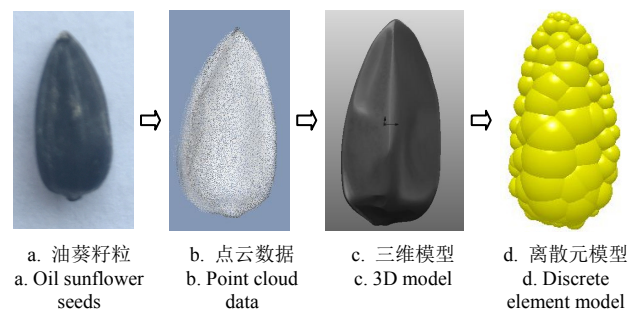 a. 油葵籽粒
a. Oil sunflower
seeds
b. 点云数据
b. Point cloud
data
c. 三维模型
c. 3D model
d. 离散元模型
d. Discrete
element model